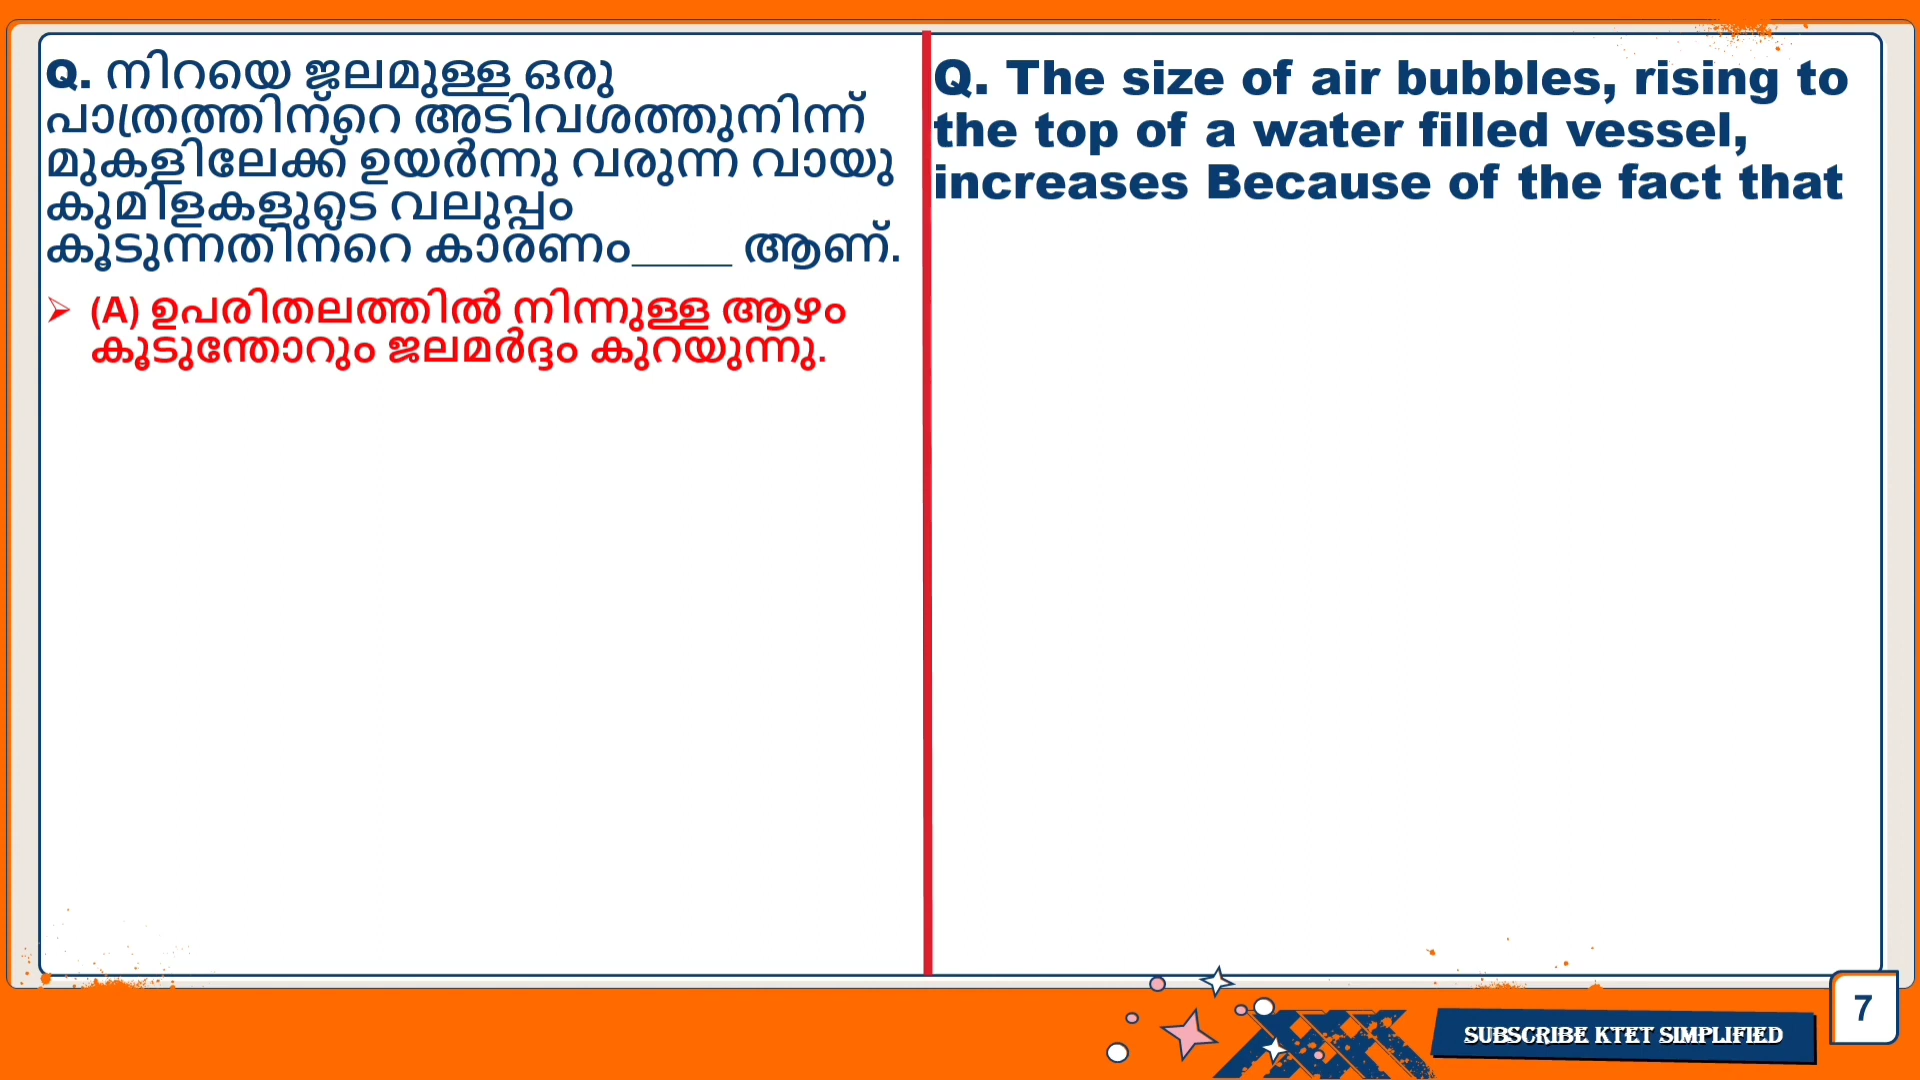 Q. നിറയെ ജലമുള്ള ഒരു
പാത്രത്തിന്റെ അടിവശത്തുനിന്ന്
മുകളിലേക്ക് ഉയർന്നു വരുന്ന വായു
കുമിളകളുടെ വലുപ്പം
കൂടുന്നതിന്റെ കാരണം_____ ആണ്.
➢ (A) ഉപരിതലത്തിൽ നിന്നുള്ള ആഴം
കൂടുന്തോറും ജലമർദ്ദം കുറയുന്നു.
Q. The size of air bubbles, rising to
the top of a water filled vessel,
increases Because of the fact that
SUBSCRIBE KTET SIMPLIFIED
7